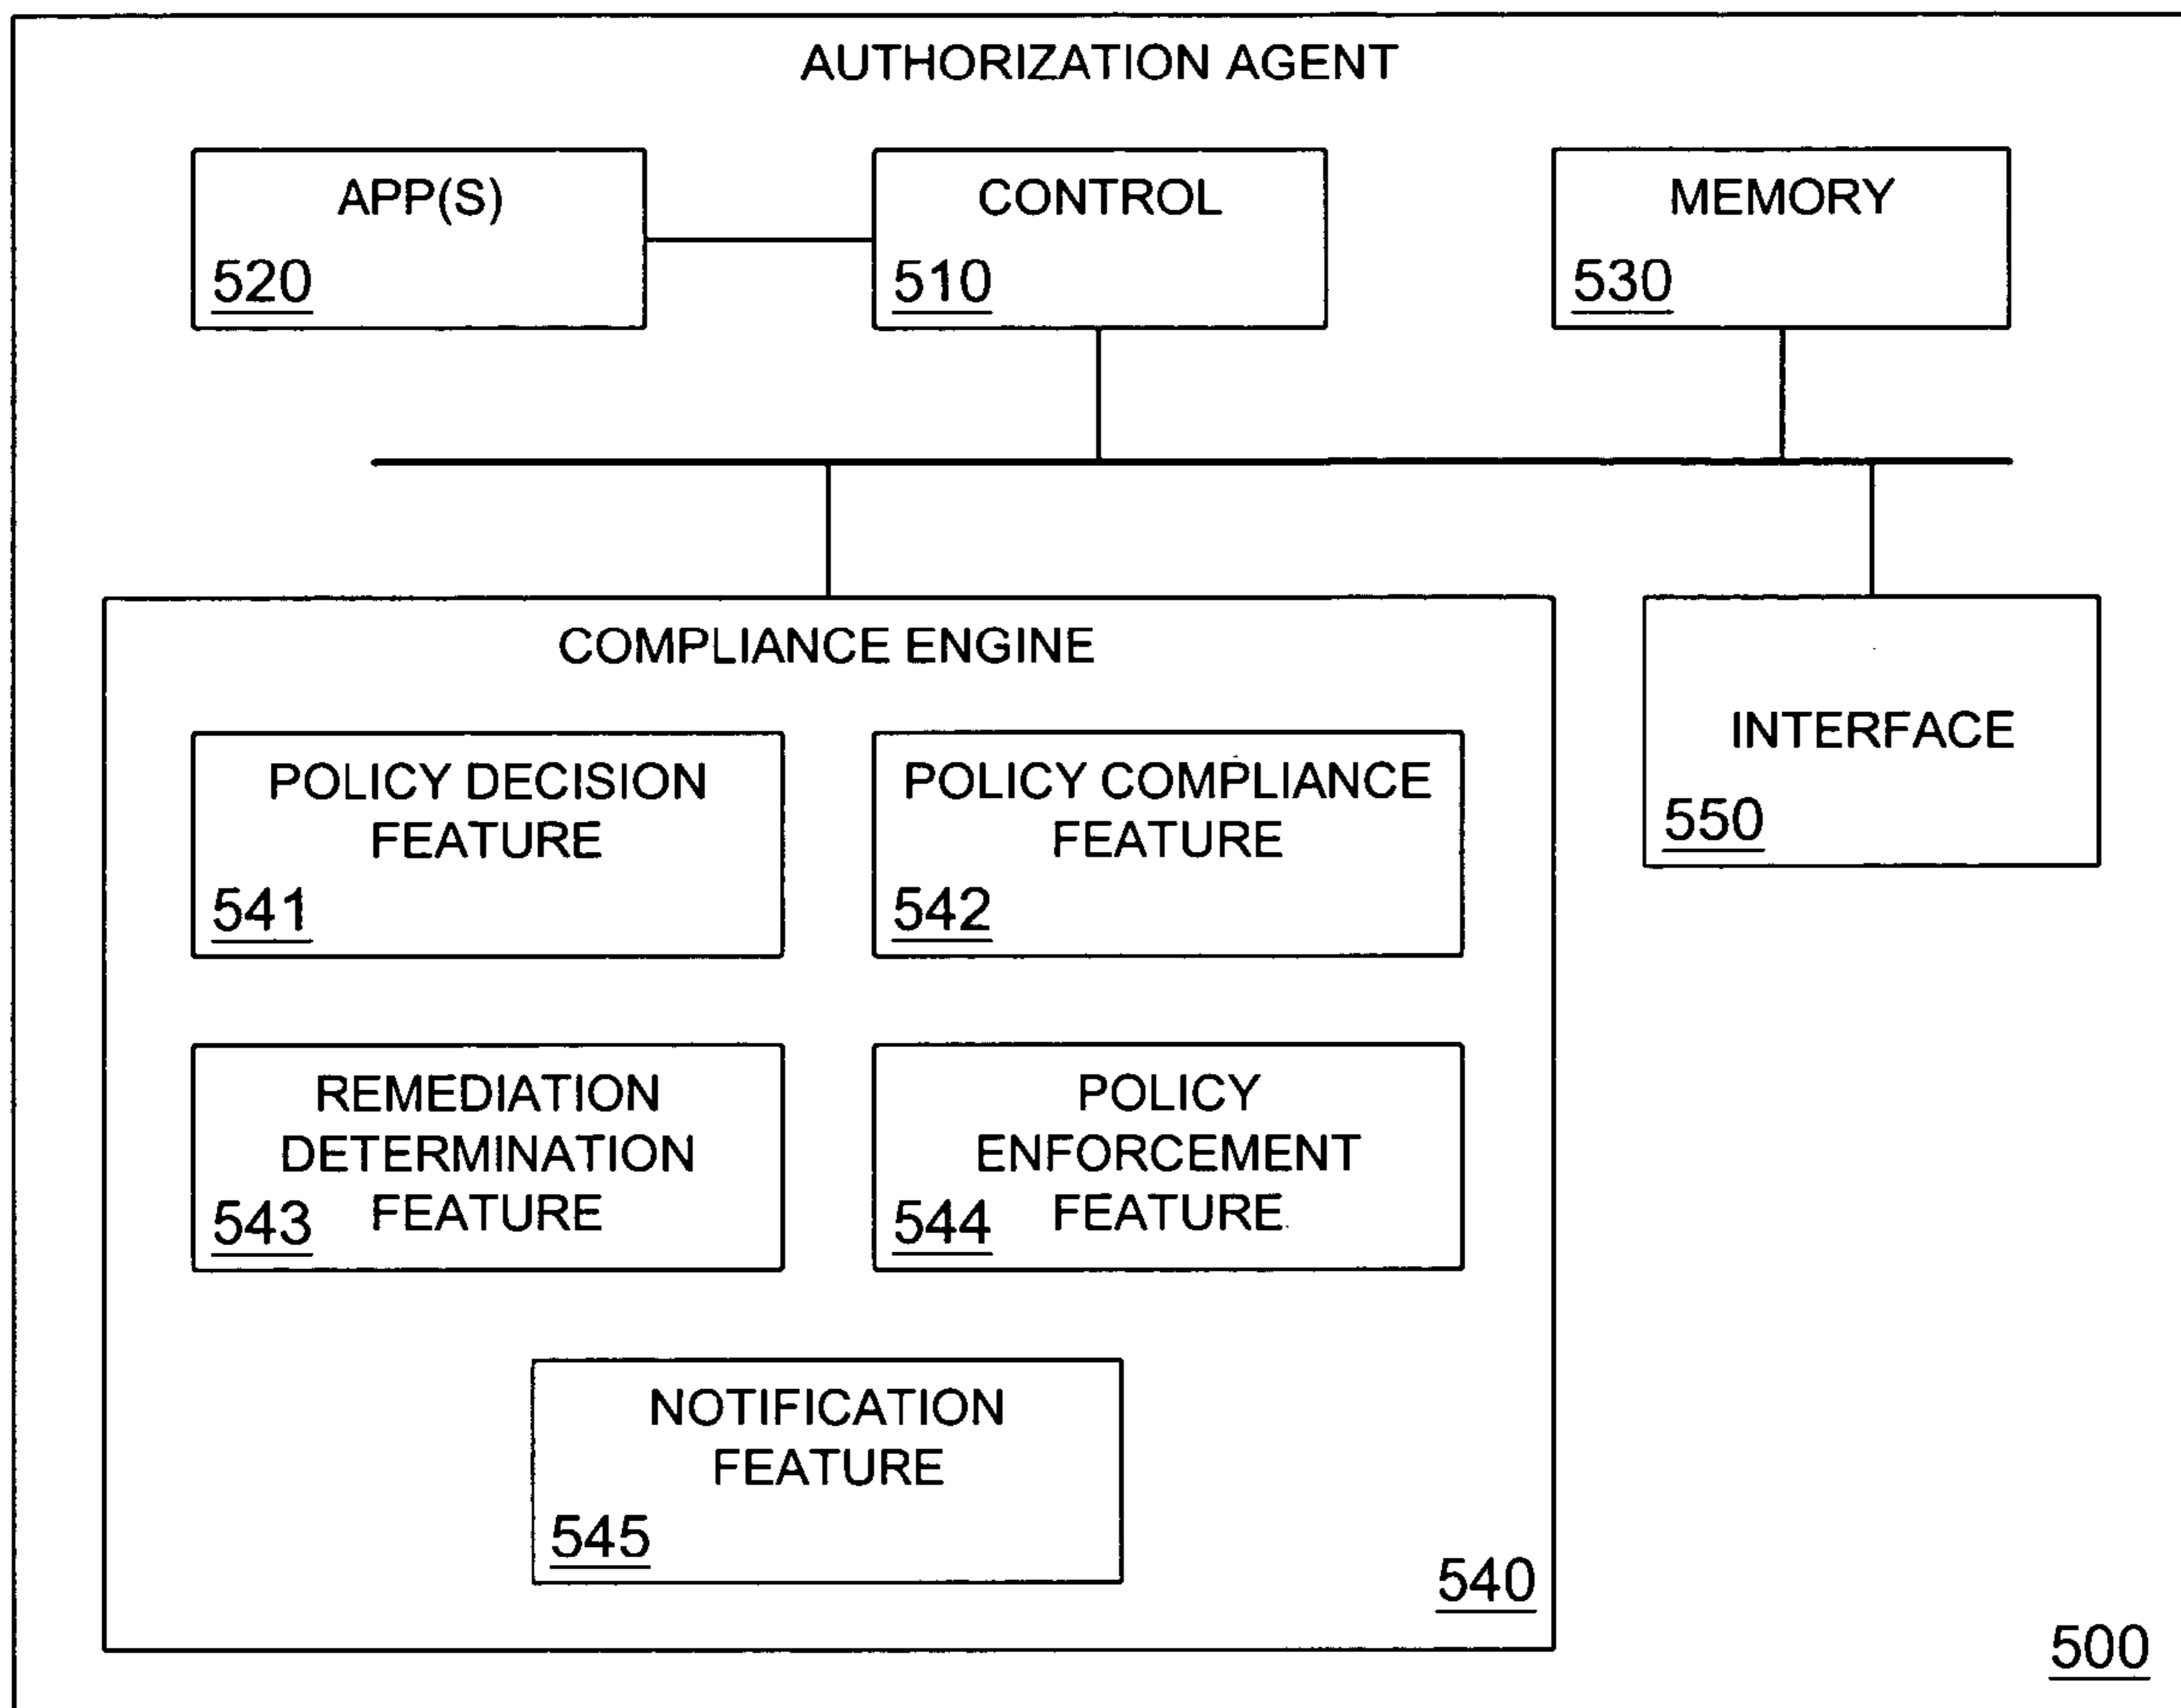 AUTHORIZATION AGENT
APP(S)
520
CONTROL
510
MEMORY
530
COMPLIANCE ENGINE
POLICY DECISION
FEATURE
541
POLICY COMPLIANCE
FEATURE
542
INTERFACE
550
REMEDIATION
DETERMINATION
FEATURE
543
POLICY
ENFORCEMENT
FEATURE
544
NOTIFICATION
FEATURE
545
540
500